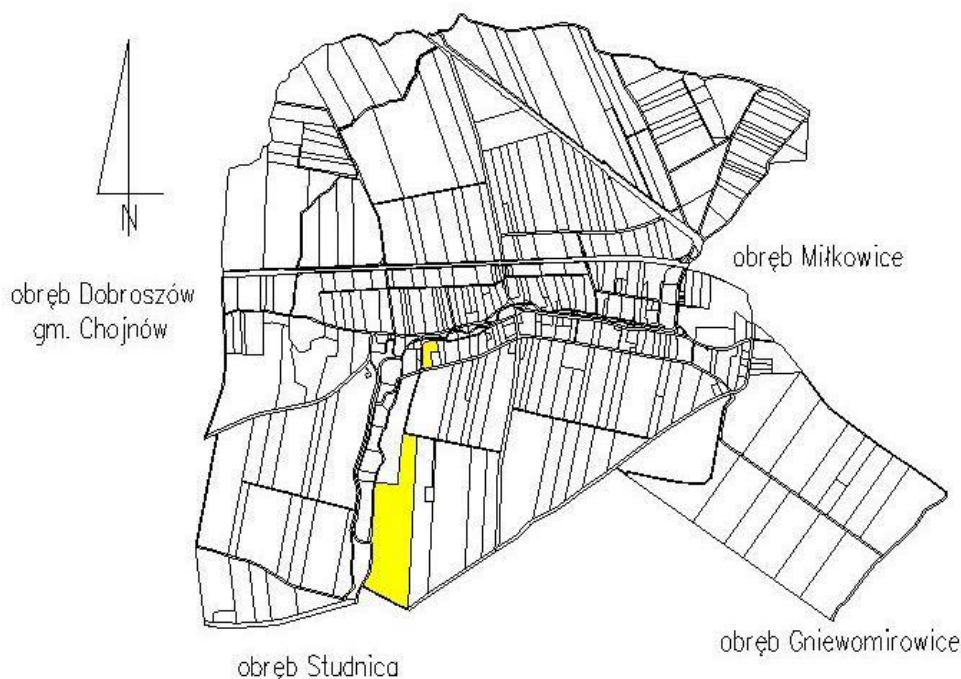 N
obręb Miłkowice
obręb Dobroszów
gm. Chojnów
obręb Gniewomirowice
obręb Studnica